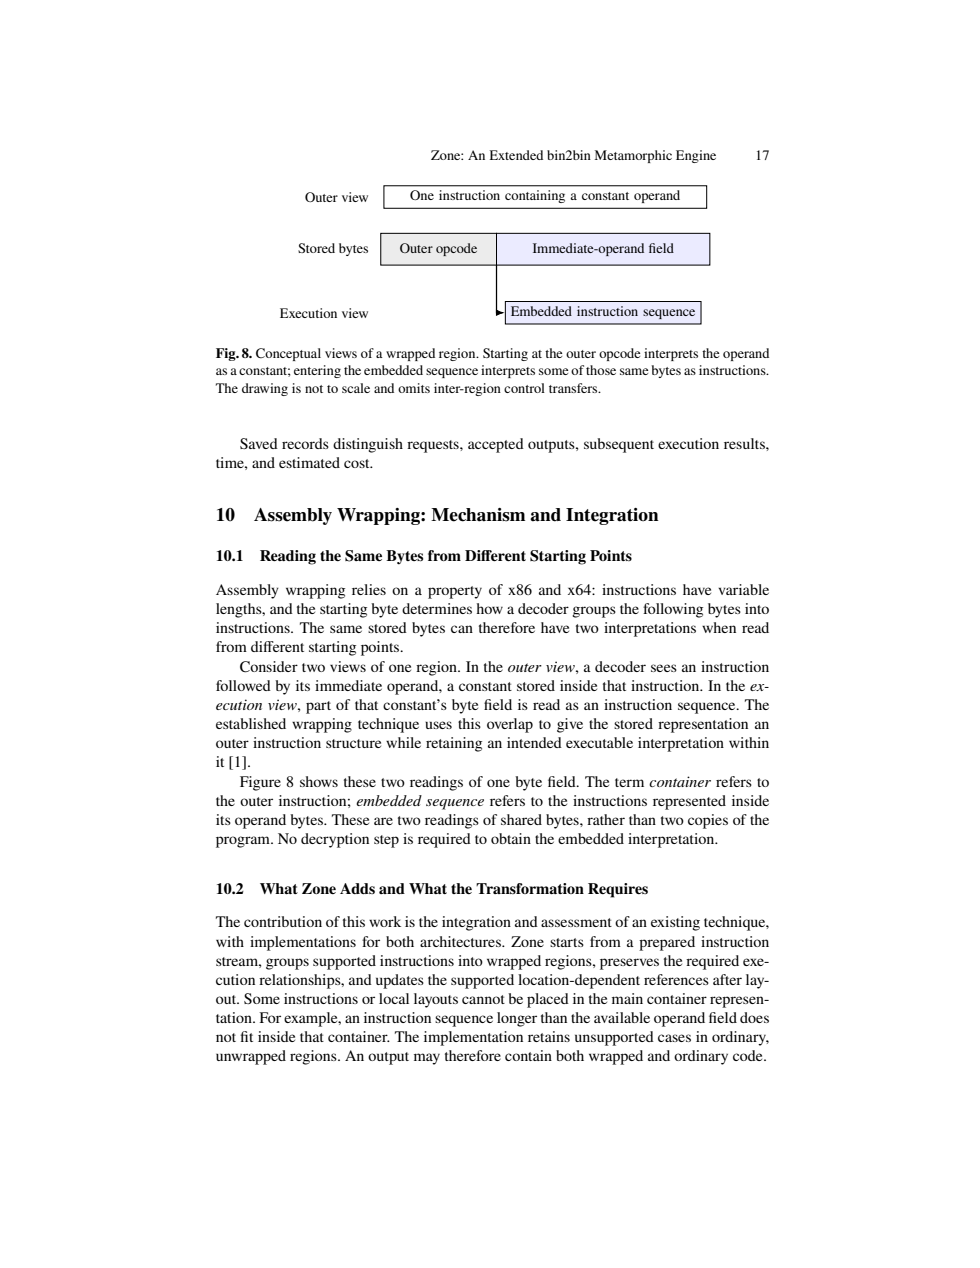 Zone: An Extended bin2bin Metamorphic Engine 17
Outer view One instruction containing a constant operand
Stored bytes Outer opcode Immediate-operand field
Execution view Embedded instruction sequence
Fig. 8. Conceptual views of a wrapped region. Starting at the outer opcode interprets the operand
as a constant; entering the embedded sequence interprets some of those same bytes as instructions.
The drawing is not to scale and omits inter-region control transfers.
Saved records distinguish requests, accepted outputs, subsequent execution results,
time, and estimated cost.
10 Assembly Wrapping: Mechanism and Integration
10.1 Reading the Same Bytes from Different Starting Points
Assembly wrapping relies on a property of x86 and x64: instructions have variable
lengths, and the starting byte determines how a decoder groups the following bytes into
instructions. The same stored bytes can therefore have two interpretations when read
from different starting points.
Consider two views of one region. In the outer view, a decoder sees an instruction
followed by its immediate operand, a constant stored inside that instruction. In the ex-
ecution view, part of that constant's byte field is read as an instruction sequence. The
established wrapping technique uses this overlap to give the stored representation an
outer instruction structure while retaining an intended executable interpretation within
it [1].
Figure 8 shows these two readings of one byte field. The term container refers to
the outer instruction; embedded sequence refers to the instructions represented inside
its operand bytes. These are two readings of shared bytes, rather than two copies of the
program. No decryption step is required to obtain the embedded interpretation.
10.2 What Zone Adds and What the Transformation Requires
The contribution of this work is the integration and assessment of an existing technique,
with implementations for both architectures. Zone starts from a prepared instruction
stream, groups supported instructions into wrapped regions, preserves the required exe-
cution relationships, and updates the supported location-dependent references after lay-
out. Some instructions or local layouts cannot be placed in the main container represen-
tation. For example, an instruction sequence longer than the available operand field does
not fit inside that container. The implementation retains unsupported cases in ordinary,
unwrapped regions. An output may therefore contain both wrapped and ordinary code.